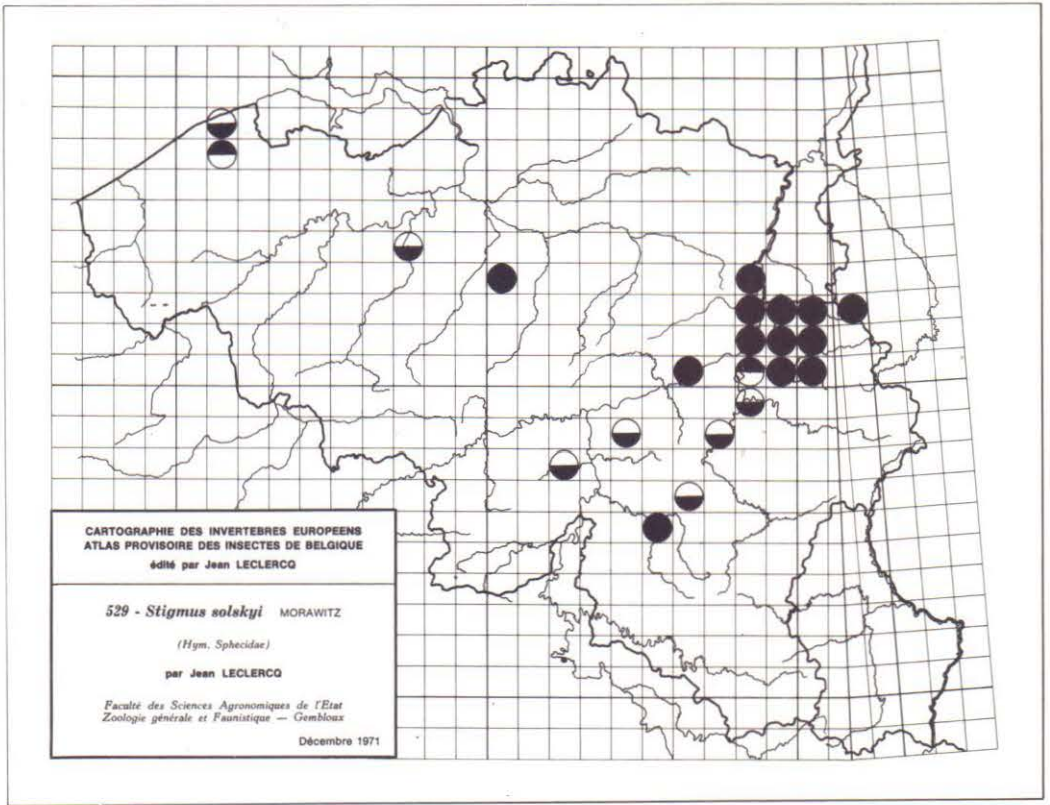 CARTOGRAPHIE DES INVERTEBRES EUROPEENS
ATLAS PROVISOIRE DES INSECTES DE BELGIQUE
édité par Jean LECLERCQ
529 - Stigmus solskyi MORAWITZ
(Hym. Sphecidae)
par Jean LECLERCQ
Faculté des Sciences Agronomiques de l'Etat
Zoologie générale et Faunistique — Gembloux
Décembre 1971